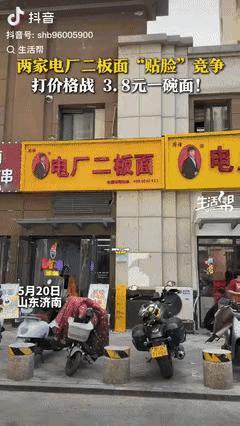 抖音
抖音号: shb96005900
生活帮
两家电厂二板面“贴脸”竞争
打价格战 3.8元一碗面！
串
电厂二板面
电
生活帮
5月20日
山东济南